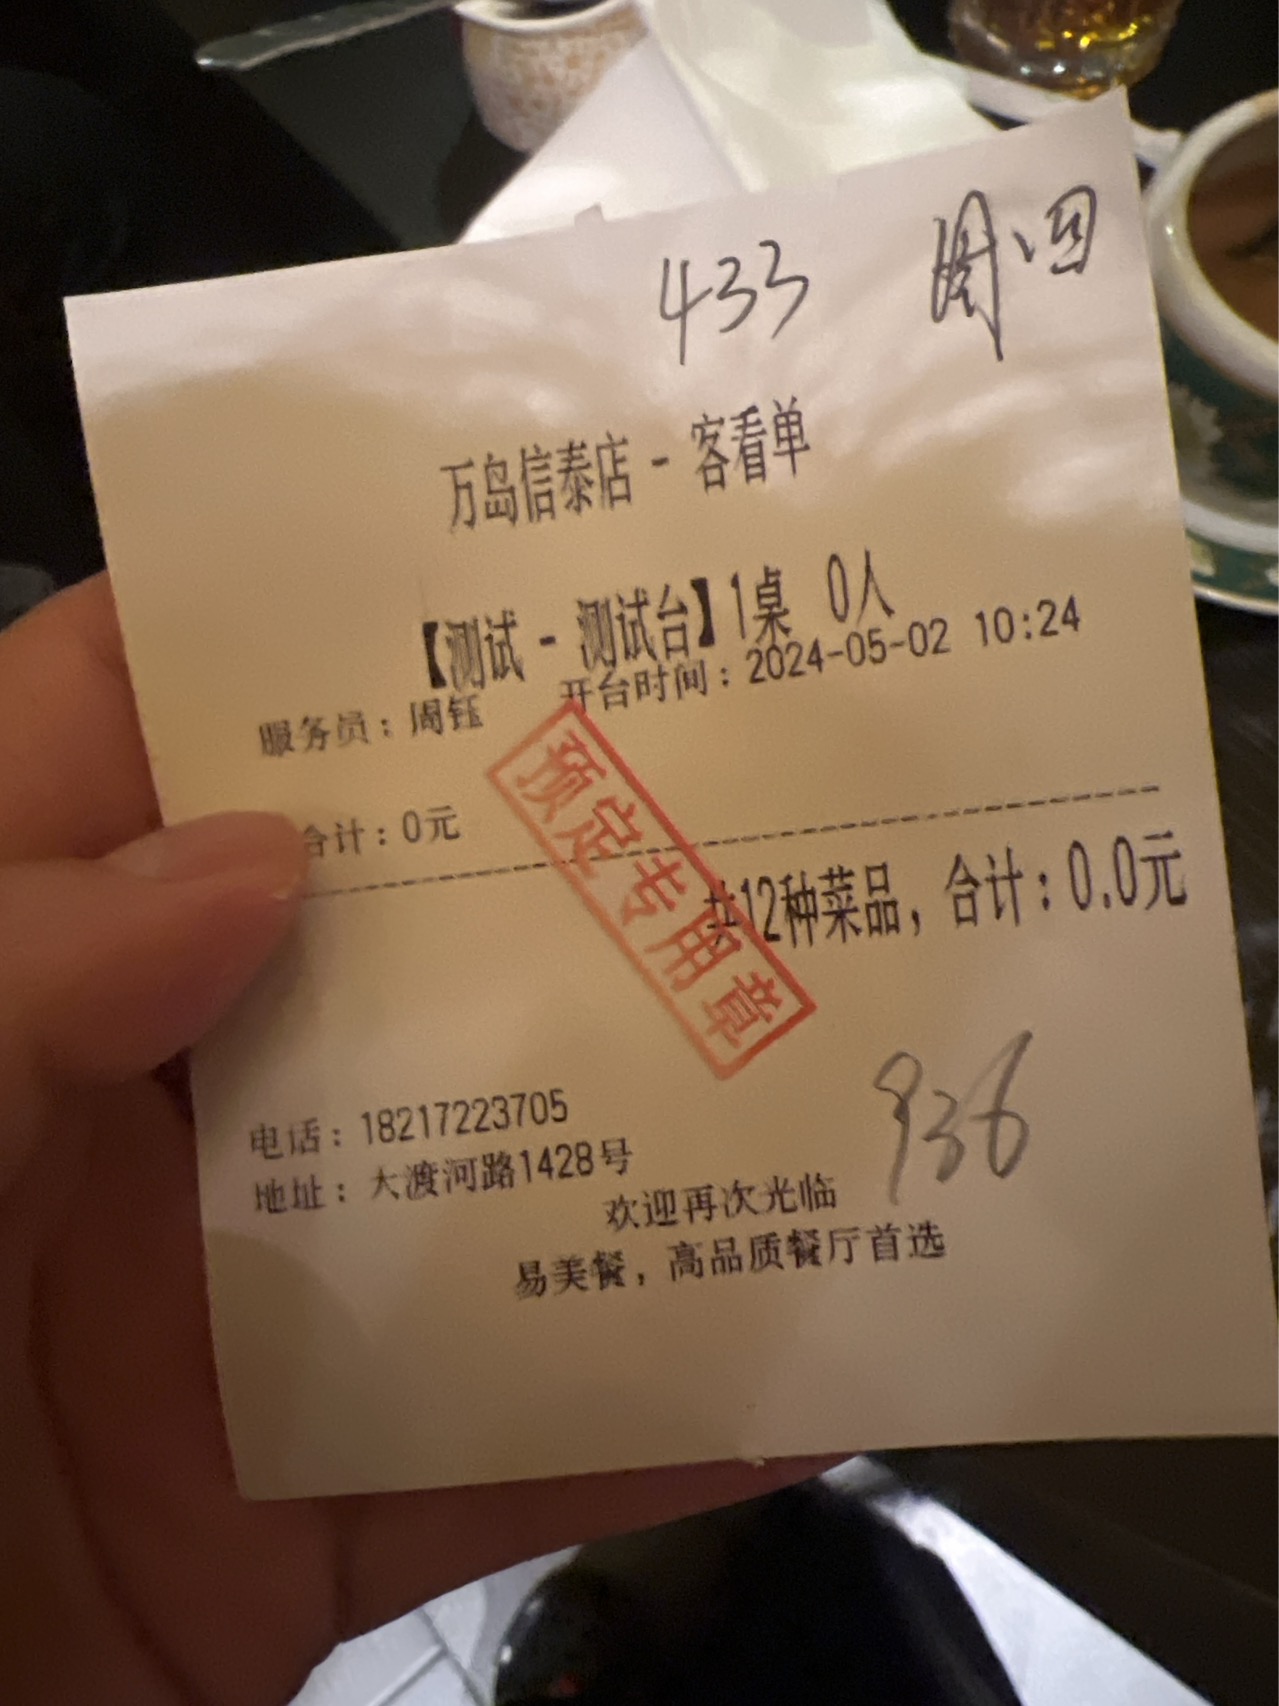 433 周四
万岛信泰店 - 客看单
【测试 - 测试台】1桌 0人
服务员：周钰 开台时间：2024-05-02 10:24
合计：0元
预定专用章
共12种菜品，合计：0.0元
936
电话：18217223705
地址：大渡河路1428号
欢迎再次光临
易美餐，高品质餐厅首选